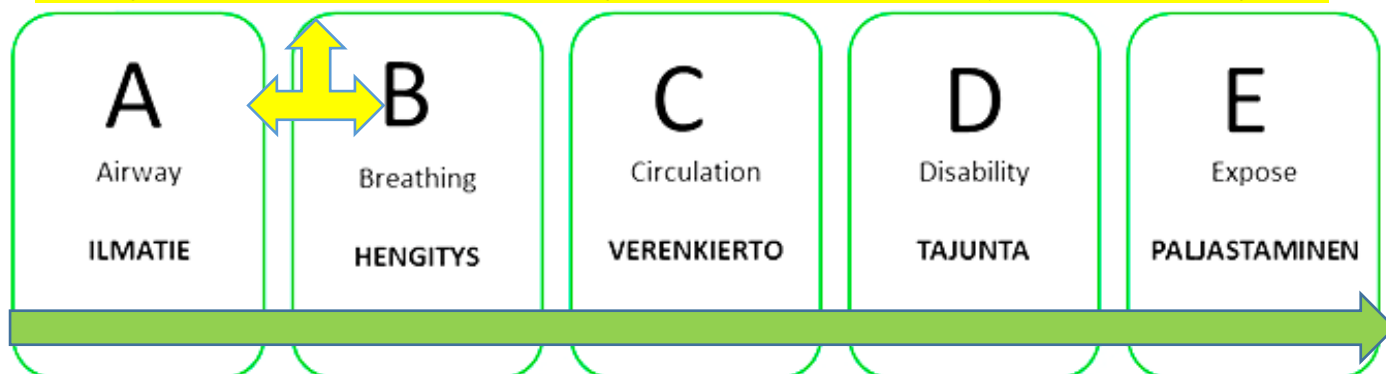 A
Airway
ILMATIE
B
Breathing
HENGITYS
C
Circulation
VERENKIERTO
D
Disability
TAJUNTA
E
Expose
PALJASTAMINEN